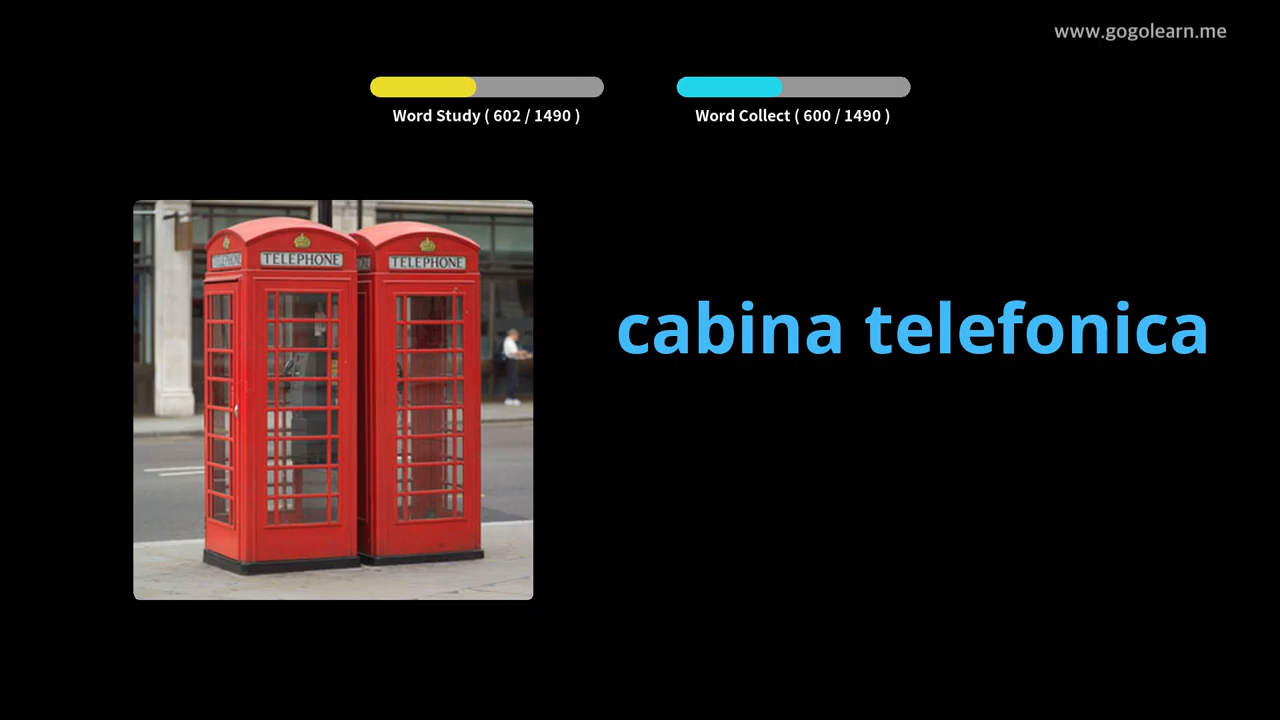 www.gogolearn.me
Word Study ( 602 / 1490 )
Word Collect ( 600 / 1490 )
TELEPHONE
TELEPHONE
cabina telefonica